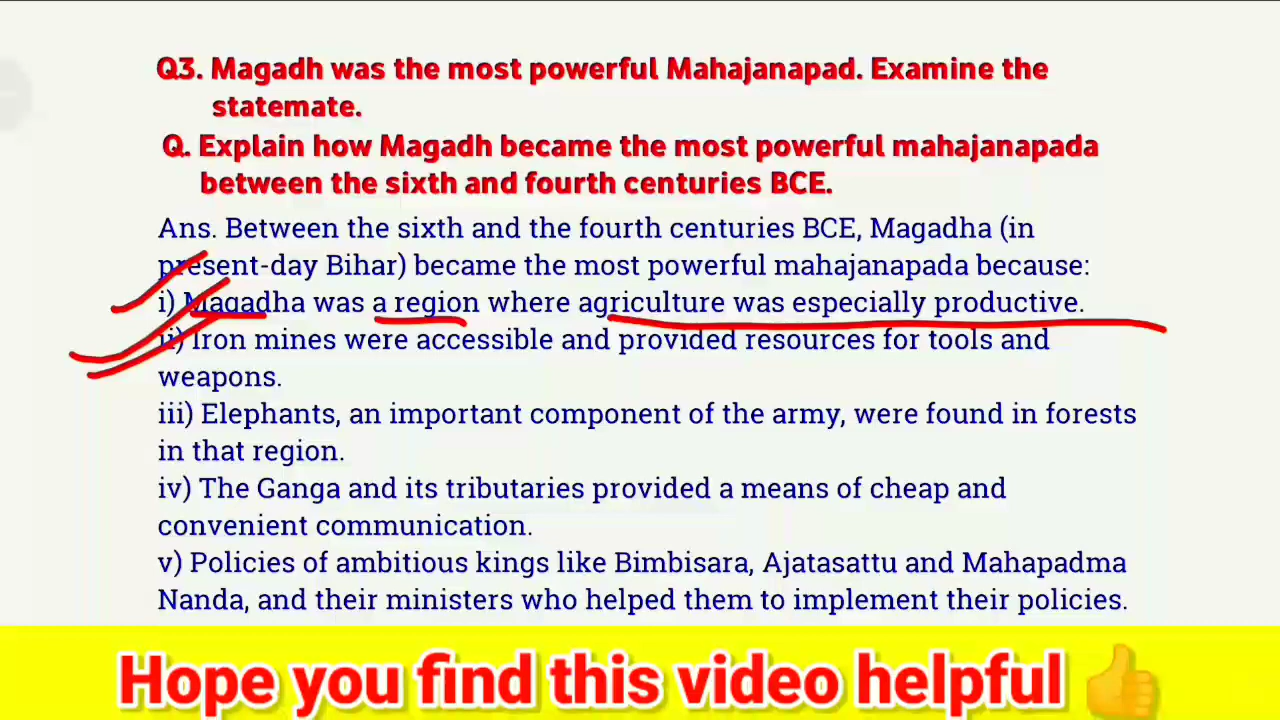 Q3. Magadh was the most powerful Mahajanapad. Examine the
statemate.
Q. Explain how Magadh became the most powerful mahajanapada
between the sixth and fourth centuries BCE.
Ans. Between the sixth and the fourth centuries BCE, Magadha (in
present-day Bihar) became the most powerful mahajanapada because:
i) Magadha was a region where agriculture was especially productive.
ii) Iron mines were accessible and provided resources for tools and
weapons.
iii) Elephants, an important component of the army, were found in forests
in that region.
iv) The Ganga and its tributaries provided a means of cheap and
convenient communication.
v) Policies of ambitious kings like Bimbisara, Ajatasattu and Mahapadma
Nanda, and their ministers who helped them to implement their policies.
Hope you find this video helpful 👍